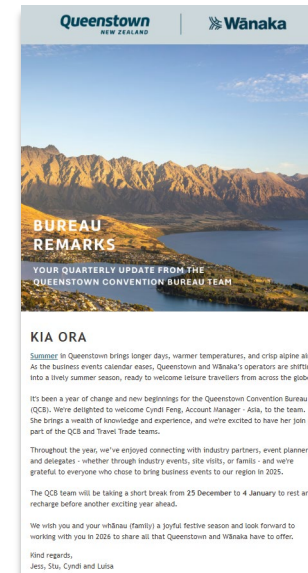 Queenstown
NEW ZEALAND
Wānaka
BUREAU
REMARKS
YOUR QUARTERLY UPDATE FROM THE
QUEENSTOWN CONVENTION BUREAU TEAM
KIA ORA
Summer in Queenstown brings longer days, warmer temperatures, and crisp alpine
As the business events calendar eases, Queenstown and Wānaka's operators are
into a lively summer season, ready to welcome leisure travellers from across the
It's been a year of change and new beginnings for the Queenstown Convention Bureau
(QCB). We're delighted to welcome Cyndi Feng, Account Manager - Asia, to the team.
She brings a wealth of knowledge and experience, and we're excited to have her join
part of the QCB and Travel Trade teams.
Throughout the year, we've enjoyed connecting with industry partners, event
and delegates - whether through industry events, site visits, or famils - and we're
grateful to everyone who chose to bring business events to our region in 2025.
The QCB team will be taking a short break from 25 December to 4 January to rest
recharge before another exciting year ahead.
We wish you and your whānau (family) a joyful festive season and look forward to
working with you in 2026 to share all that Queenstown and Wānaka have to offer.
Kind regards,
Jess, Stu, Cyndi and Luisa